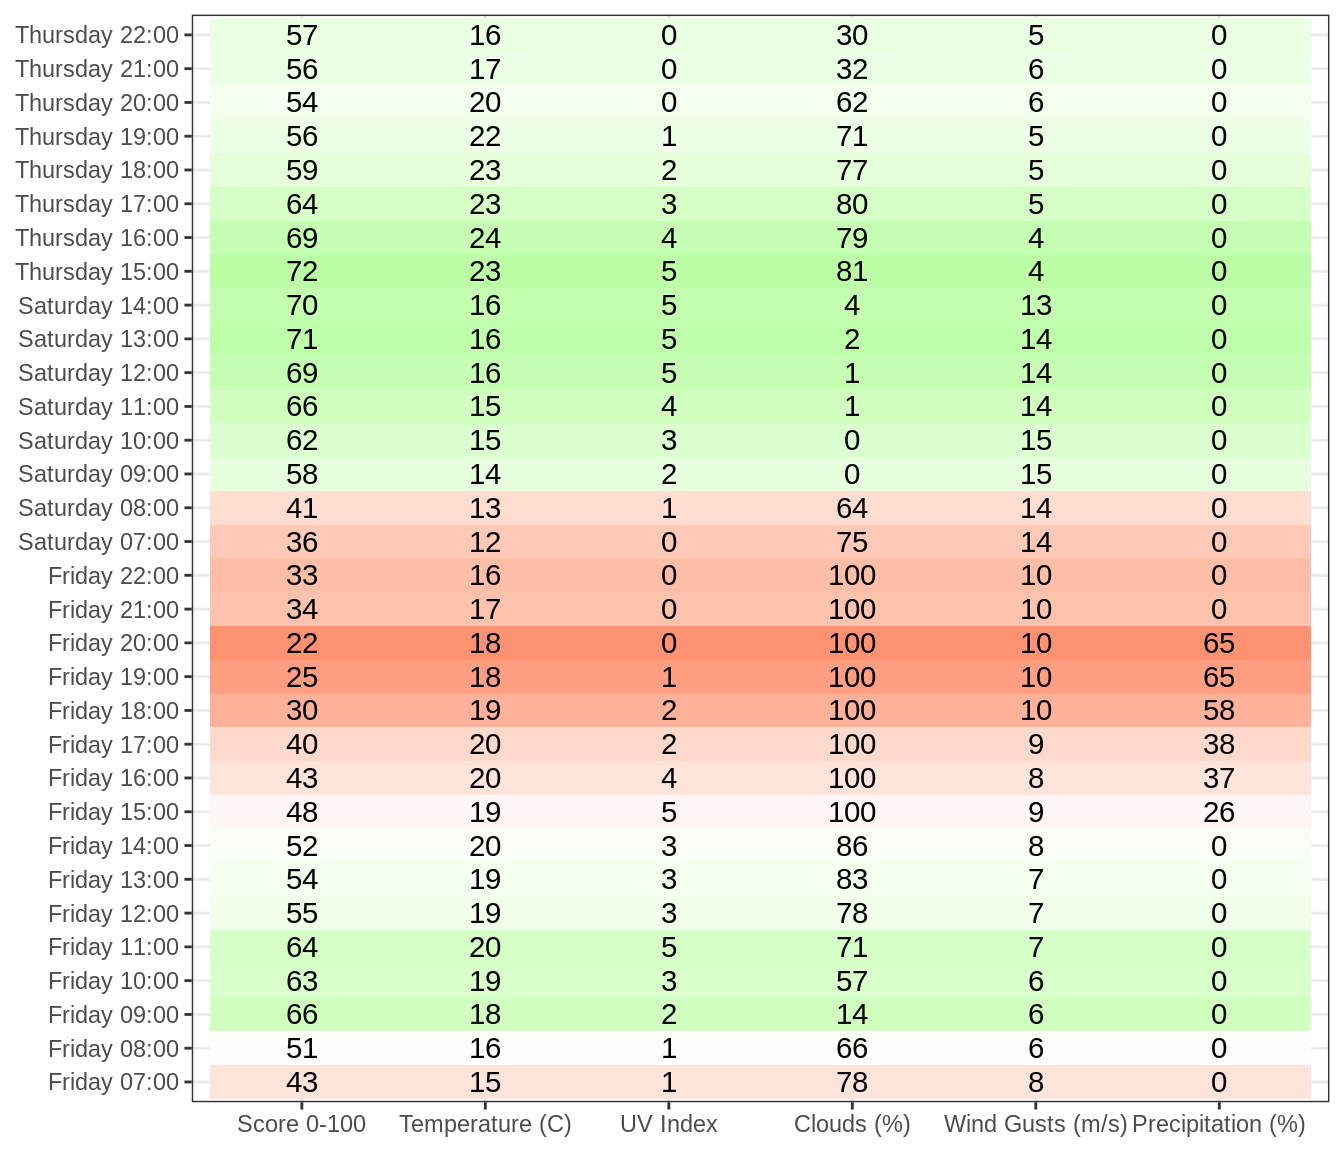 Thursday 22:00 57 16 0 30 5 0
Thursday 21:00 56 17 0 32 6 0
Thursday 20:00 54 20 0 62 6 0
Thursday 19:00 56 22 1 71 5 0
Thursday 18:00 59 23 2 77 5 0
Thursday 17:00 64 23 3 80 5 0
Thursday 16:00 69 24 4 79 4 0
Thursday 15:00 72 23 5 81 4 0
Saturday 14:00 70 16 5 4 13 0
Saturday 13:00 71 16 5 2 14 0
Saturday 12:00 69 16 5 1 14 0
Saturday 11:00 66 15 4 1 14 0
Saturday 10:00 62 15 3 0 15 0
Saturday 09:00 58 14 2 0 15 0
Saturday 08:00 41 13 1 64 14 0
Saturday 07:00 36 12 0 75 14 0
Friday 22:00 33 16 0 100 10 0
Friday 21:00 34 17 0 100 10 0
Friday 20:00 22 18 0 100 10 65
Friday 19:00 25 18 1 100 10 65
Friday 18:00 30 19 2 100 10 58
Friday 17:00 40 20 2 100 9 38
Friday 16:00 43 20 4 100 8 37
Friday 15:00 48 19 5 100 9 26
Friday 14:00 52 20 3 86 8 0
Friday 13:00 54 19 3 83 7 0
Friday 12:00 55 19 3 78 7 0
Friday 11:00 64 20 5 71 7 0
Friday 10:00 63 19 3 57 6 0
Friday 09:00 66 18 2 14 6 0
Friday 08:00 51 16 1 66 6 0
Friday 07:00 43 15 1 78 8 0
Score 0-100 Temperature (C) UV Index Clouds (%) Wind Gusts (m/s) Precipitation (%)